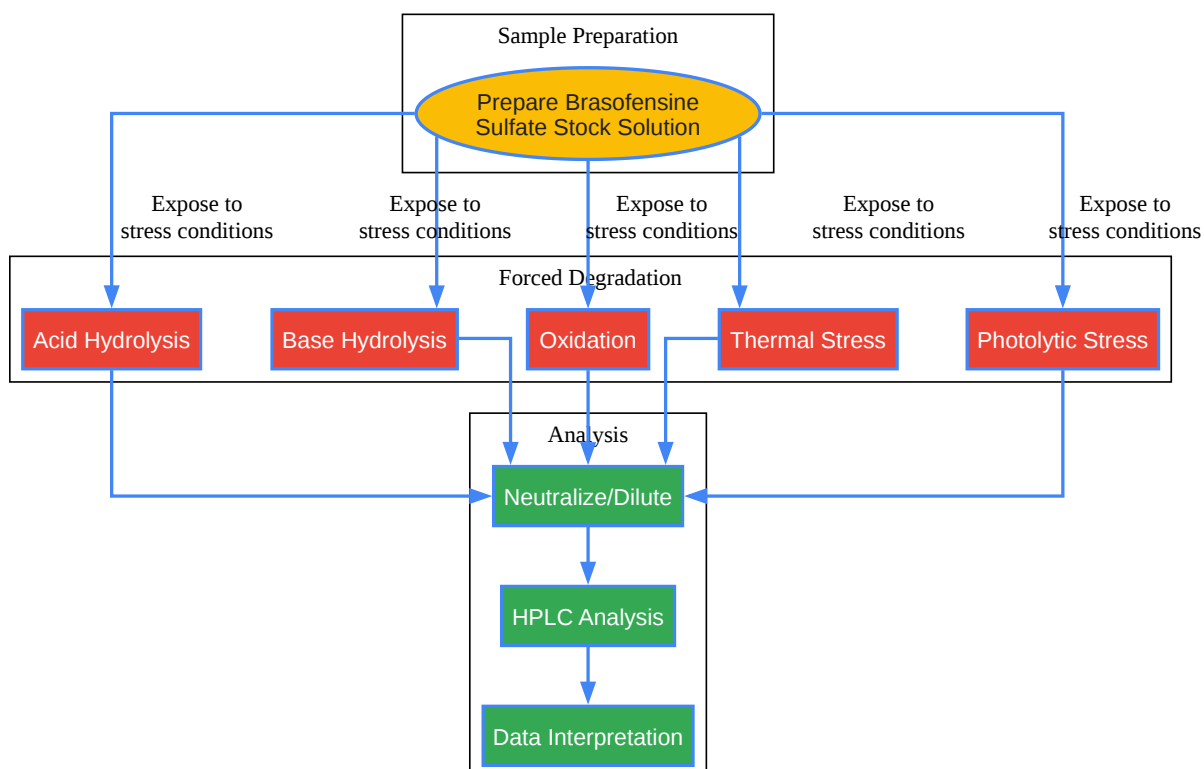 Sample Preparation
Prepare Brasofensine
Sulfate Stock Solution
Expose to
stress conditions
Expose to
stress conditions
Expose to
stress conditions
Expose to
stress conditions
Expose to
stress conditions
Forced Degradation
Acid Hydrolysis
Base Hydrolysis
Oxidation
Thermal Stress
Photolytic Stress
Analysis
Neutralize/Dilute
HPLC Analysis
Data Interpretation